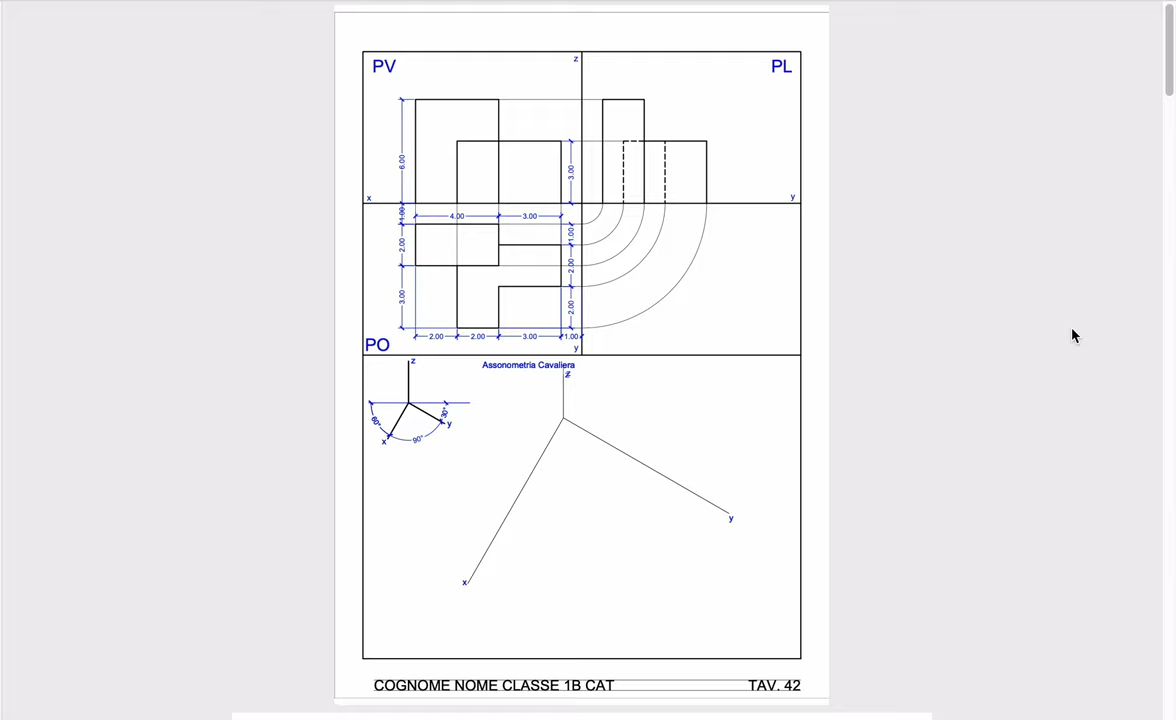 PV
z
PL
6.00
3.00
x
y
1.00
4.00
3.00
2.00
1.00
2.00
3.00
2.00
2.00
2.00
3.00
1.00
PO
y
z
Assonometria Cavaliera
z
60°
30°
y
x
90°
y
x
COGNOME NOME CLASSE 1B CAT
TAV. 42